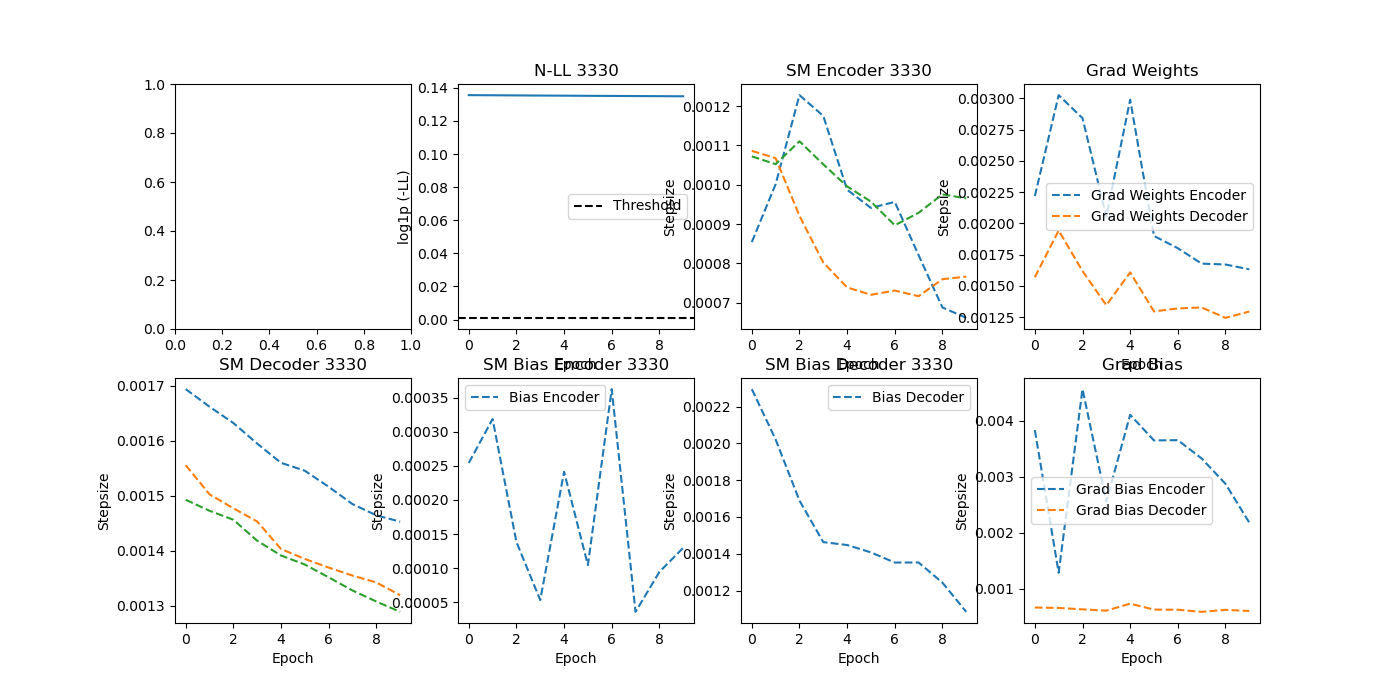 N-LL 3330
SM Encoder 3330
Grad Weights
1.0
0.8
0.6
0.4
0.2
0.0
0.0 0.2 0.4 0.6 0.8 1.0
log1p (-LL)
0.14
0.12
0.10
0.08
0.06
0.04
0.02
0.00
Threshold
0 2 4 6 8
Epoch
Stepsize
0.0012
0.0011
0.0010
0.0009
0.0008
0.0007
0 2 4 6 8
Epoch
Stepsize
0.00300
0.00275
0.00250
0.00225
0.00200
0.00175
0.00150
0.00125
Grad Weights Encoder
Grad Weights Decoder
0 2 4 6 8
Epoch
SM Decoder 3330
SM Bias Encoder 3330
SM Bias Decoder 3330
Grad Bias
Stepsize
0.0017
0.0016
0.0015
0.0014
0.0013
0 2 4 6 8
Epoch
Stepsize
0.00035
0.00030
0.00025
0.00020
0.00015
0.00010
0.00005
Bias Encoder
0 2 4 6 8
Epoch
Stepsize
0.0022
0.0020
0.0018
0.0016
0.0014
0.0012
Bias Decoder
0 2 4 6 8
Epoch
Stepsize
0.004
0.003
0.002
0.001
Grad Bias Encoder
Grad Bias Decoder
0 2 4 6 8
Epoch